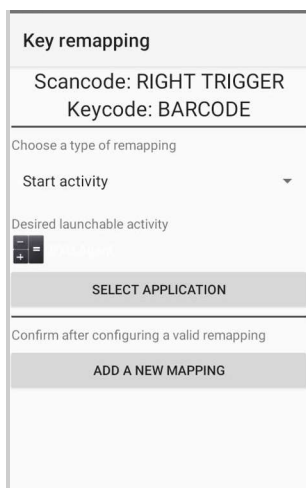 Key remapping
Scancode: RIGHT TRIGGER
Keycode: BARCODE
Choose a type of remapping
Start activity
Desired launchable activity
SELECT APPLICATION
Confirm after configuring a valid remapping
ADD A NEW MAPPING